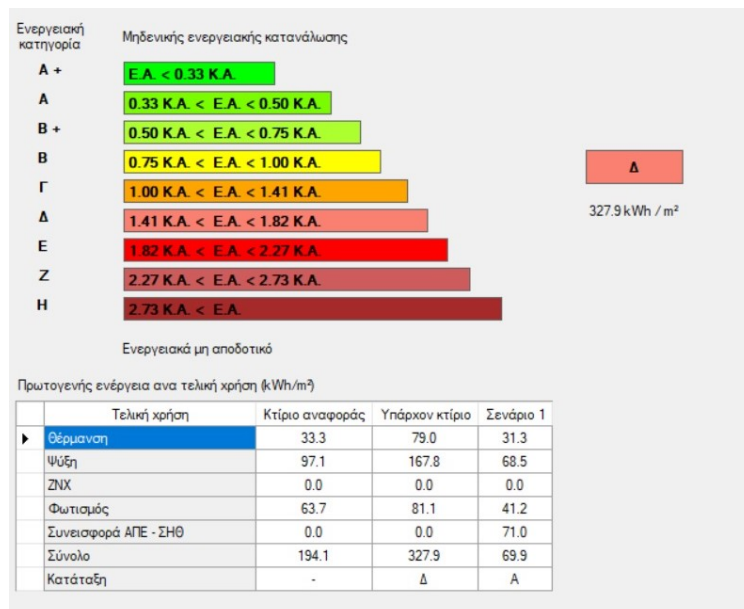 Ενεργειακή
κατηγορία
Μηδενικής ενεργειακής κατανάλωσης
Α + Ε.Α. < 0.33 Κ.Α.
Α 0.33 Κ.Α. < Ε.Α. < 0.50 Κ.Α.
Β + 0.50 Κ.Α. < Ε.Α. < 0.75 Κ.Α.
Β 0.75 Κ.Α. < Ε.Α. < 1.00 Κ.Α.
Γ 1.00 Κ.Α. < Ε.Α. < 1.41 Κ.Α.
Δ 1.41 Κ.Α. < Ε.Α. < 1.82 Κ.Α.
Ε 1.82 Κ.Α. < Ε.Α. < 2.27 Κ.Α.
Ζ 2.27 Κ.Α. < Ε.Α. < 2.73 Κ.Α.
Η 2.73 Κ.Α. < Ε.Α.
Δ
327.9 kWh / m²
Ενεργειακά μη αποδοτικό
Πρωτογενής ενέργεια ανα τελική χρήση (kWh/m²)
Τελική χρήση Κτίριο αναφοράς Υπάρχον κτίριο Σενάριο 1
Θέρμανση 33.3 79.0 31.3
Ψύξη 97.1 167.8 68.5
ΖΝΧ 0.0 0.0 0.0
Φωτισμός 63.7 81.1 41.2
Συνεισφορά ΑΠΕ - ΣΗΘ 0.0 0.0 71.0
Σύνολο 194.1 327.9 69.9
Κατάταξη - Δ Α